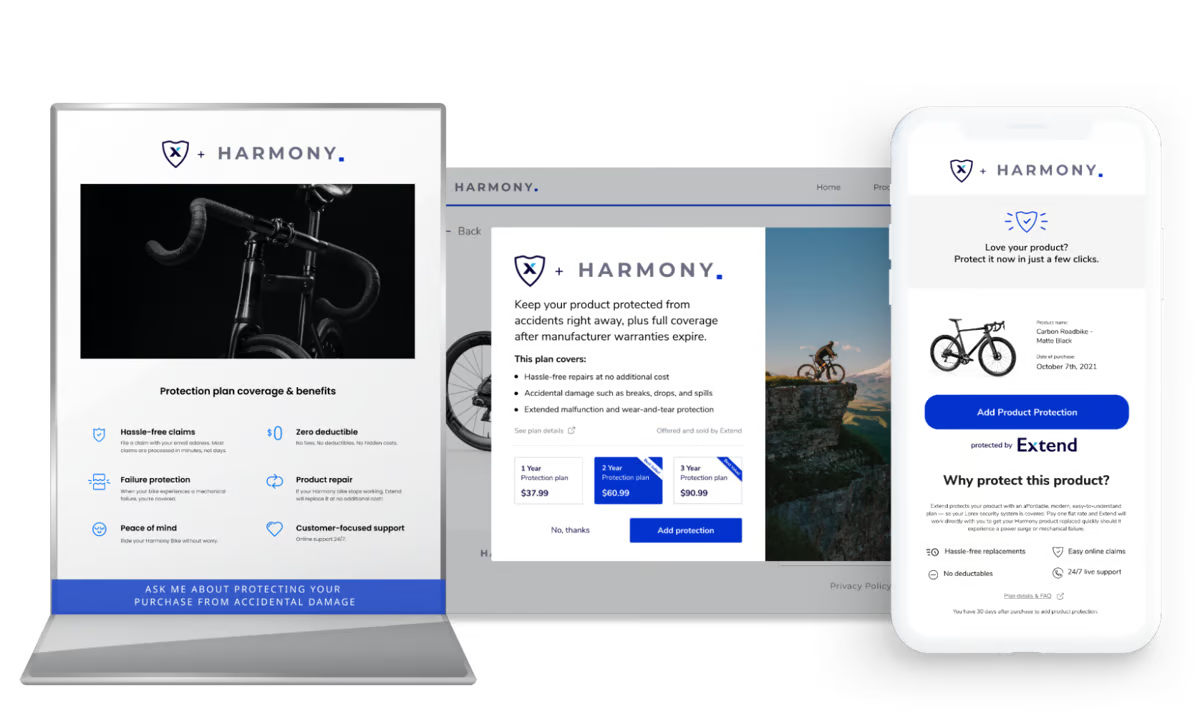 + HARMONY.
Protection plan coverage & benefits
Hassle-free claims
File a claim with your email address. Most
claims are processed in minutes, not days.
$0
Zero deductible
No fees. No deductibles. No hidden costs.
Failure protection
When your bike experiences a mechanical
failure, you're covered.
Product repair
If your Harmony bike stops working, Extend
will replace it at no additional cost!
Peace of mind
Ride your Harmony Bike without worry.
Customer-focused support
Online support 24/7.
ASK ME ABOUT PROTECTING YOUR
PURCHASE FROM ACCIDENTAL DAMAGE
HARMONY.
Home
Back
X + HARMONY.
Keep your product protected from
accidents right away, plus full coverage
after manufacturer warranties expire.
This plan covers:
• Hassle-free repairs at no additional cost
• Accidental damage such as breaks, drops, and spills
• Extended malfunction and wear-and-tear protection
See plan details
Offered and sold by Extend
1 Year
Protection plan
$37.99
2 Year
Protection plan
$60.99
3 Year
Protection plan
$90.99
No, thanks
Add protection
Privacy Policy
X + HARMONY.
Love your product?
Protect it now in just a few clicks.
Product name:
Carbon Roadbike -
Matte Black
Date of purchase:
October 7th, 2021
Add Product Protection
protected by Extend
Why protect this product?
Extend protects your product with an affordable, modern, easy-to-understand
plan — so your Lorex security system is covered. Pay one flat rate and Extend will
work directly with you to get your Harmony product replaced quickly should it
experience a power surge or mechanical failure.
Hassle-free replacements
Easy online claims
No deductables
24/7 live support
Plan details & FAQ
You have 30 days after purchase to add product protection.